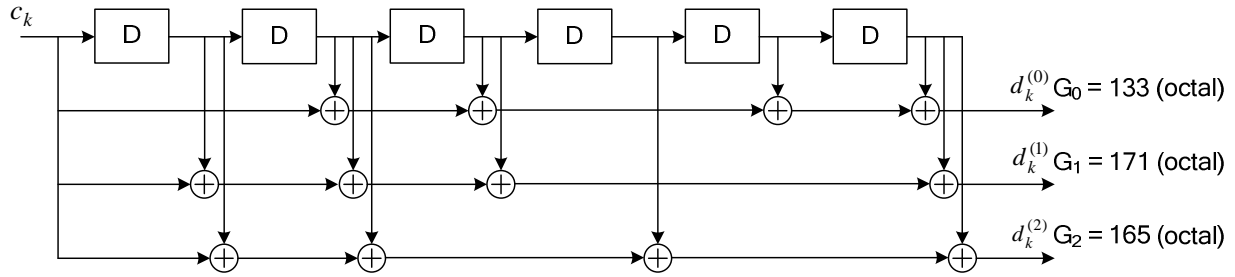 c_k
D D D D D D
d_k^{(0)} G_0 = 133 (octal)
d_k^{(1)} G_1 = 171 (octal)
d_k^{(2)} G_2 = 165 (octal)